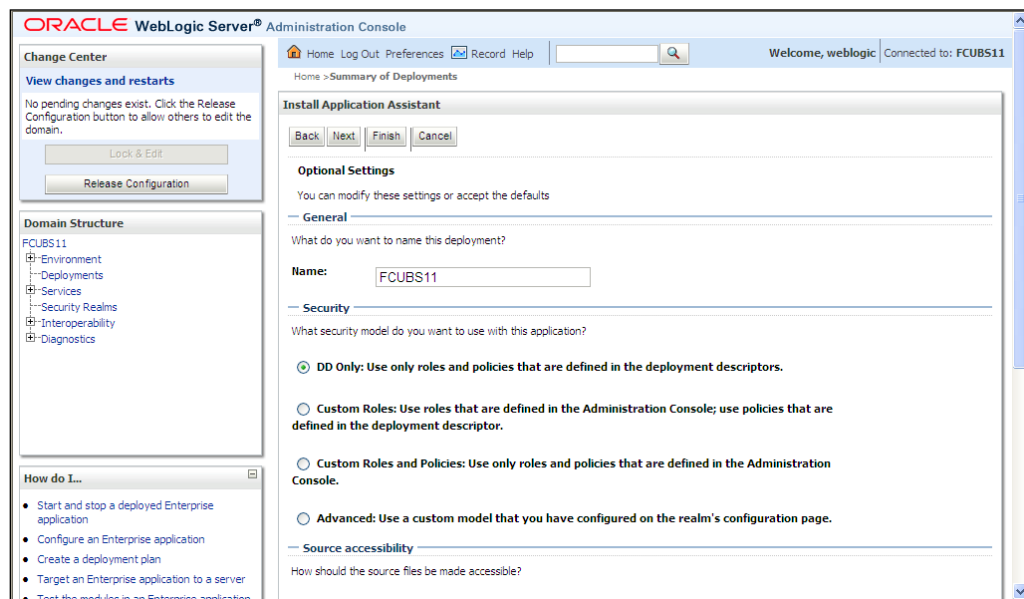 ORACLE WebLogic Server® Administration Console
Change Center
View changes and restarts
No pending changes exist. Click the Release
Configuration button to allow others to edit the
domain.
Lock & Edit
Release Configuration
Domain Structure
FCUBS11
Environment
Deployments
Services
Security Realms
Interoperability
Diagnostics
How do I...
Start and stop a deployed Enterprise
application
Configure an Enterprise application
Create a deployment plan
Target an Enterprise application to a server
Test the modules in an Enterprise application
Home Log Out Preferences Record Help
Welcome, weblogic Connected to: FCUBS11
Home >Summary of Deployments
Install Application Assistant
Back Next Finish Cancel
Optional Settings
You can modify these settings or accept the defaults
General
What do you want to name this deployment?
Name: FCUBS11
Security
What security model do you want to use with this application?
DD Only: Use only roles and policies that are defined in the deployment descriptors.
Custom Roles: Use roles that are defined in the Administration Console; use policies that are
defined in the deployment descriptor.
Custom Roles and Policies: Use only roles and policies that are defined in the Administration
Console.
Advanced: Use a custom model that you have configured on the realm's configuration page.
Source accessibility
How should the source files be made accessible?